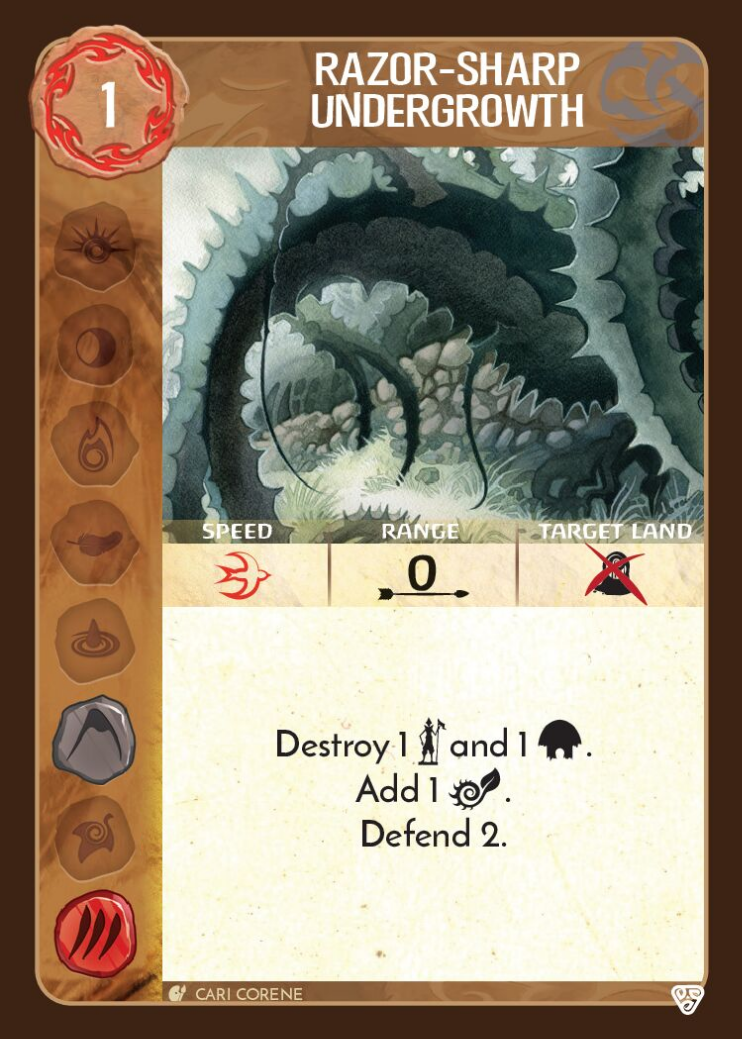 1
RAZOR-SHARP
UNDERGROWTH
SPEED RANGE TARGET LAND
0
Destroy 1 and 1 .
Add 1 .
Defend 2.
CARI CORENE